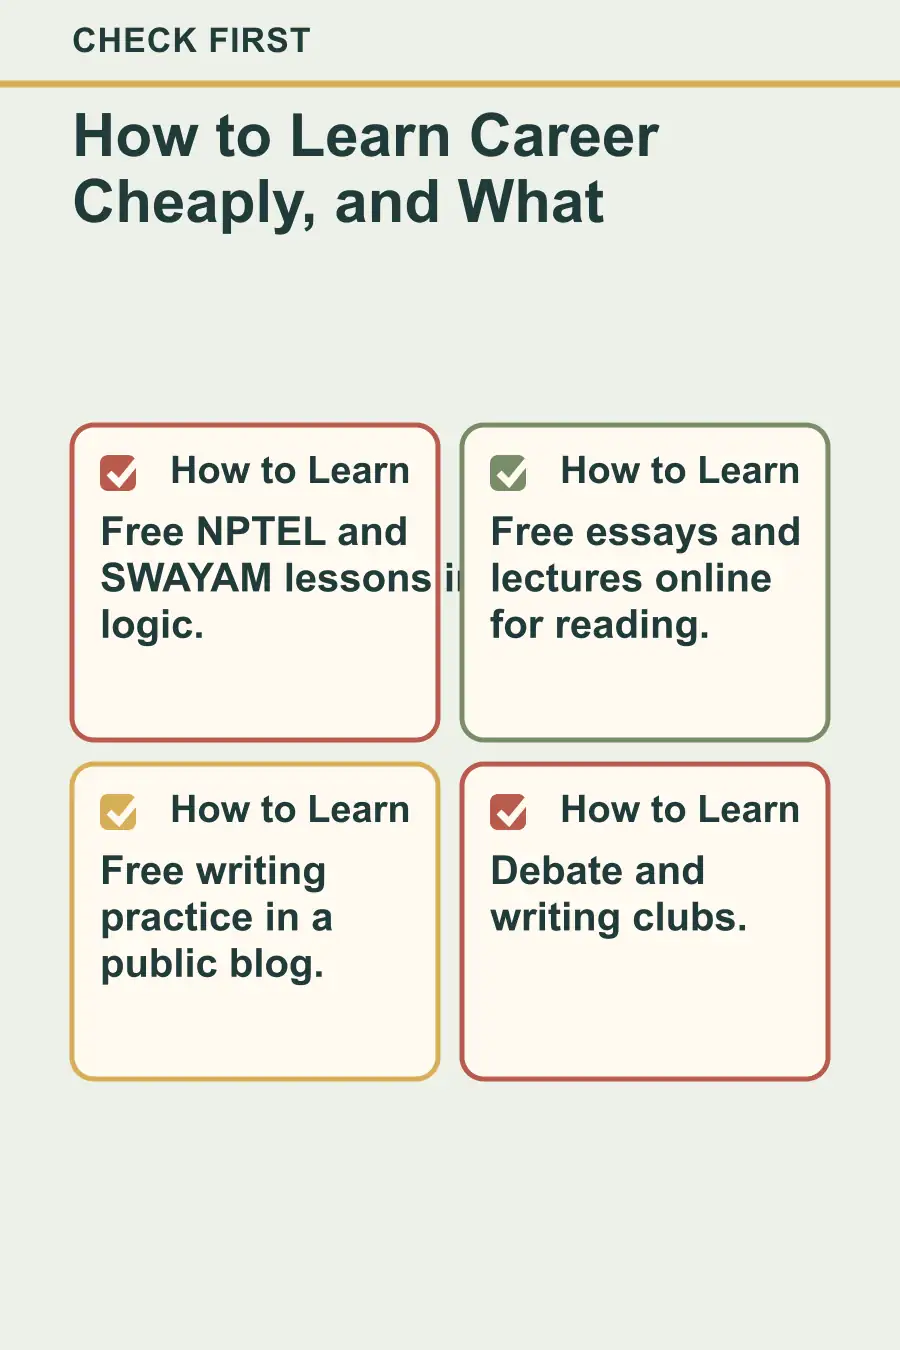 CHECK FIRST
How to Learn Career
Cheaply, and What
How to Learn
Free NPTEL and
SWAYAM lessons
logic.
How to Learn
Free essays and
lectures online
for reading.
How to Learn
Free writing
practice in a
public blog.
How to Learn
Debate and
writing clubs.